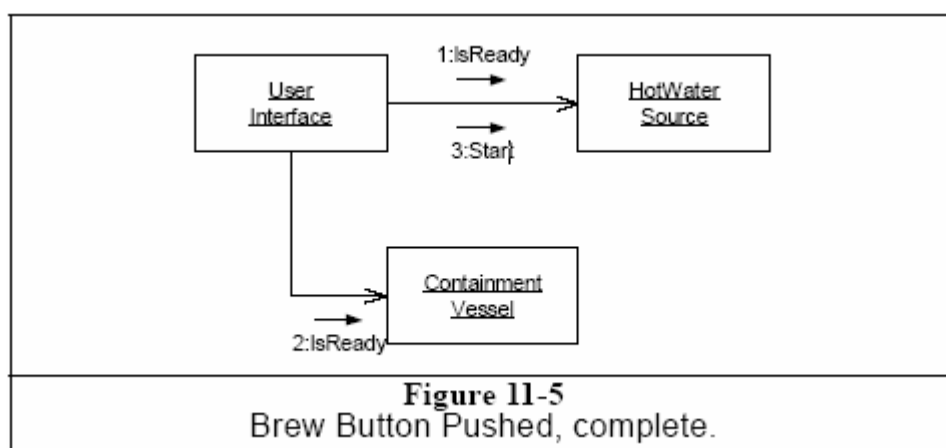 1:IsReady
User
Interface
HotWater
Source
3:Start
Containment
Vessel
2:IsReady
Figure 11-5
Brew Button Pushed, complete.